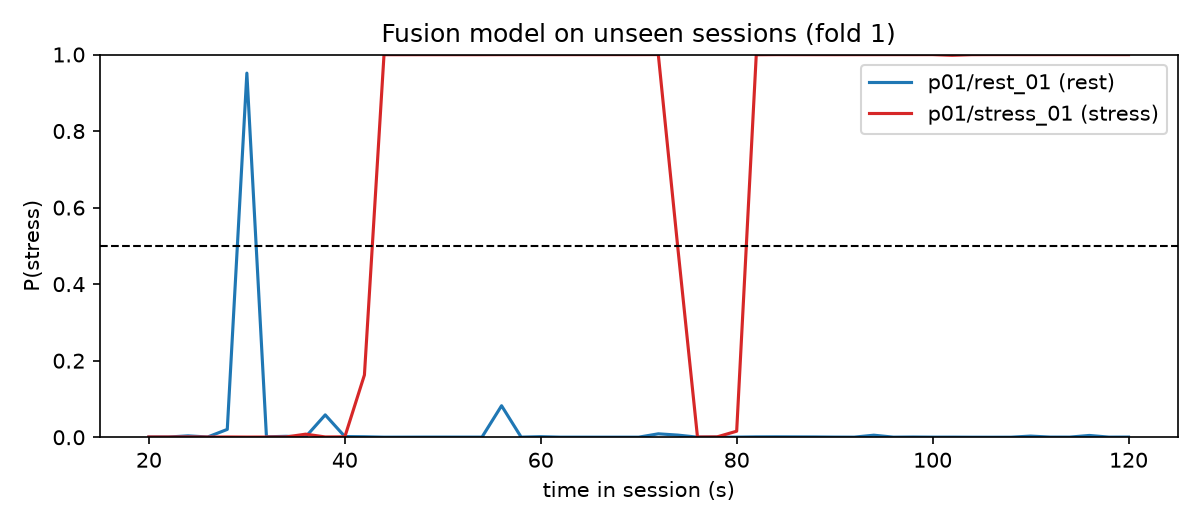 Fusion model on unseen sessions (fold 1)
1.0
0.8
0.6
0.4
0.2
0.0
P(stress)
p01/rest_01 (rest)
p01/stress_01 (stress)
20
40
60
80
100
120
time in session (s)